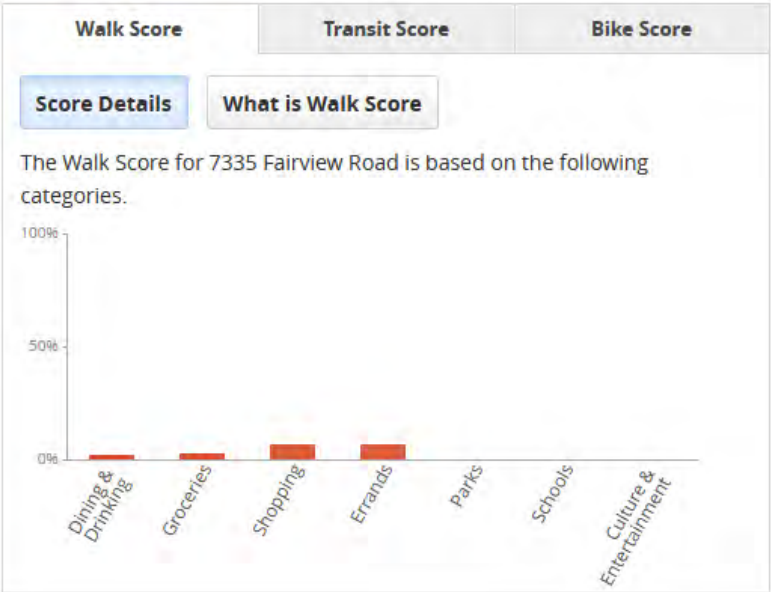 Walk Score Transit Score Bike Score
Score Details What is Walk Score
The Walk Score for 7335 Fairview Road is based on the following
categories.
100%
50%
0%
Dining &
Drinking
Groceries
Shopping
Errands
Parks
Schools
Culture &
Entertainment